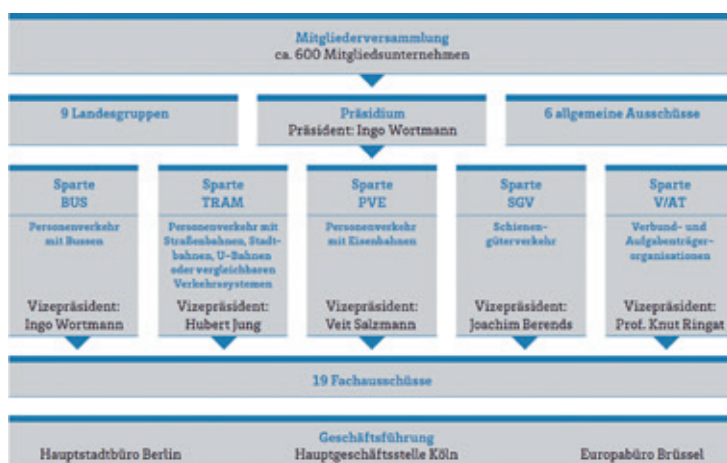 Mitgliederversammlung
ca. 600 Mitgliedsunternehmen
9 Landesgruppen
Präsidium
Präsident: Ingo Wortmann
6 allgemeine Ausschüsse
Sparte
BUS
Personenverkehr
mit Bussen
Vizepräsident:
Ingo Wortmann
Sparte
TRAM
Personenverkehr mit
Straßenbahnen, Stadt-
bahnen, U-Bahnen
oder vergleichbaren
Verkehrssystemen
Vizepräsident:
Hubert Jung
Sparte
PVE
Personenverkehr
mit Eisenbahnen
Vizepräsident:
Veit Salzmann
Sparte
SGV
Schienen-
güterverkehr
Vizepräsident:
Joachim Berends
Sparte
V/AT
Verbund- und
Aufgabenträger-
organisationen
Vizepräsident:
Prof. Knut Ringat
19 Fachausschüsse
Geschäftsführung
Hauptstadtbüro Berlin
Hauptgeschäftsstelle Köln
Europabüro Brüssel